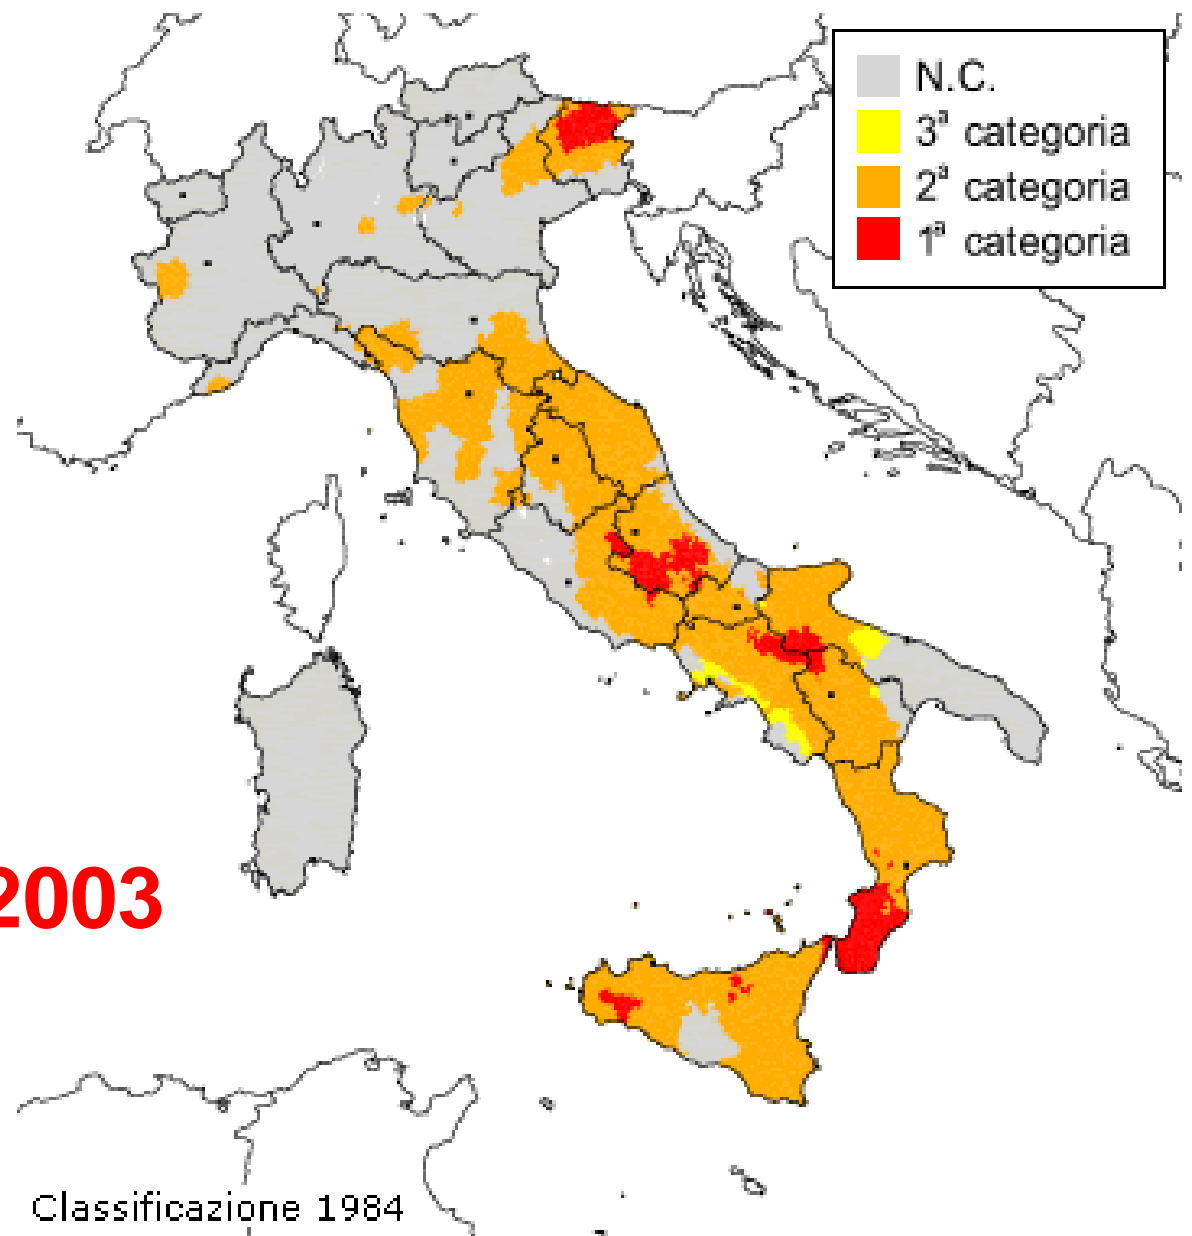 N.C.
3ª categoria
2ª categoria
1ª categoria
2003
Classificazione 1984